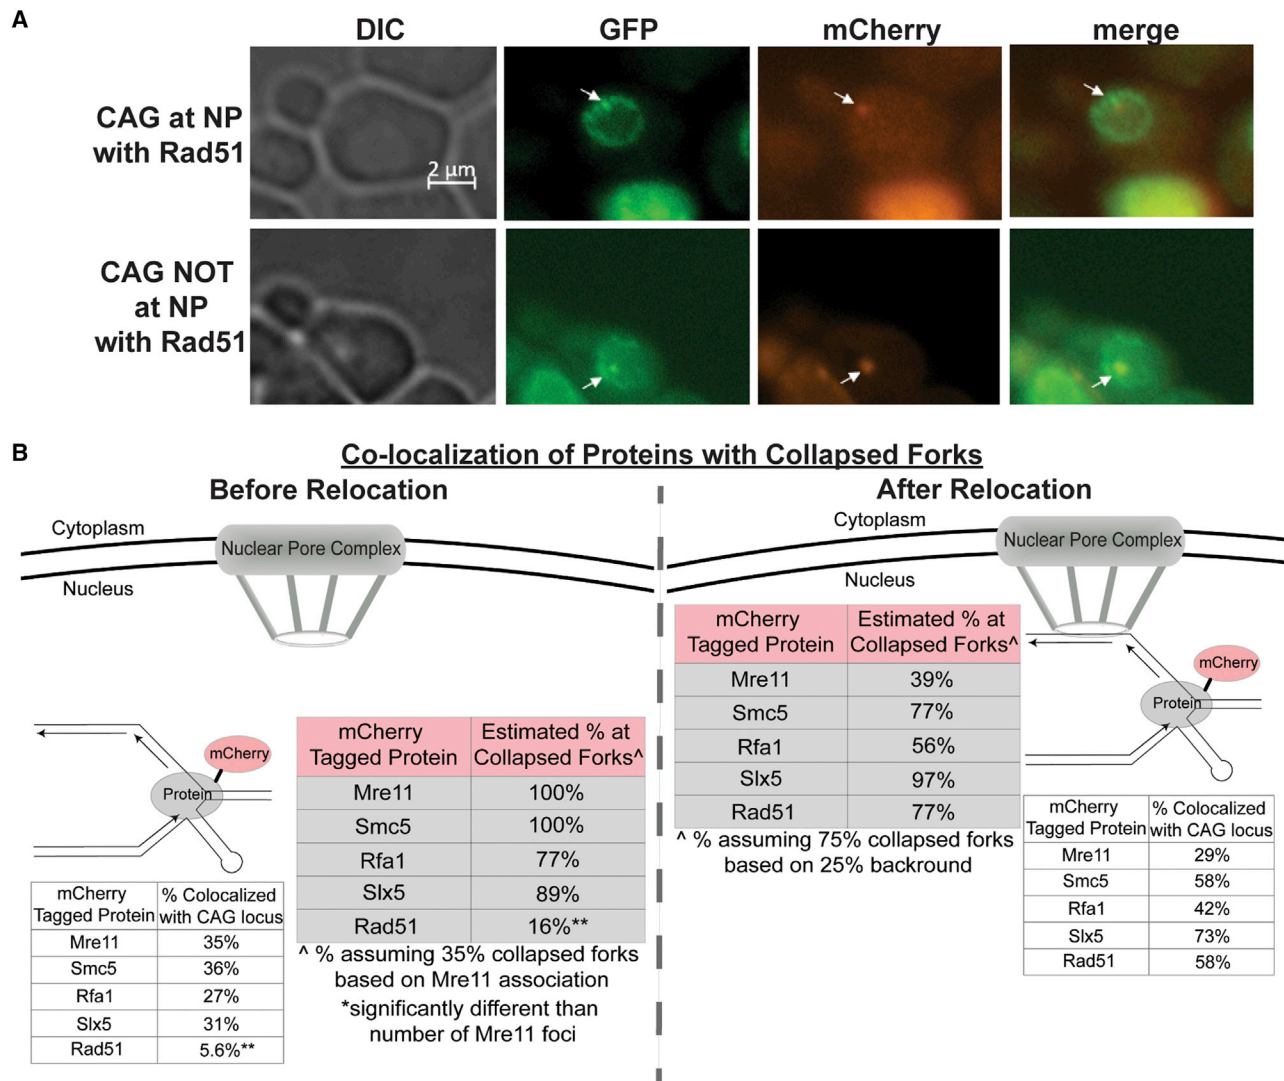 A
DIC
GFP
mCherry
merge
CAG at NP
with Rad51
2 µm
CAG NOT
at NP
with Rad51
B
Co-localization of Proteins with Collapsed Forks
Before Relocation
Cytoplasm
Nuclear Pore Complex
Nucleus
mCherry
Protein
mCherry Tagged Protein | Estimated % at Collapsed Forks^
Mre11 100%
Smc5 100%
Rfa1 77%
Slx5 89%
Rad51 16%**
^ % assuming 35% collapsed forks
based on Mre11 association
*significantly different than
number of Mre11 foci
mCherry Tagged Protein | % Colocalized with CAG locus
Mre11 35%
Smc5 36%
Rfa1 27%
Slx5 31%
Rad51 5.6%**
After Relocation
Cytoplasm
Nuclear Pore Complex
Nucleus
mCherry Tagged Protein | Estimated % at Collapsed Forks^
Mre11 39%
Smc5 77%
Rfa1 56%
Slx5 97%
Rad51 77%
^ % assuming 75% collapsed forks
based on 25% backround
mCherry
Protein
mCherry Tagged Protein | % Colocalized with CAG locus
Mre11 29%
Smc5 58%
Rfa1 42%
Slx5 73%
Rad51 58%